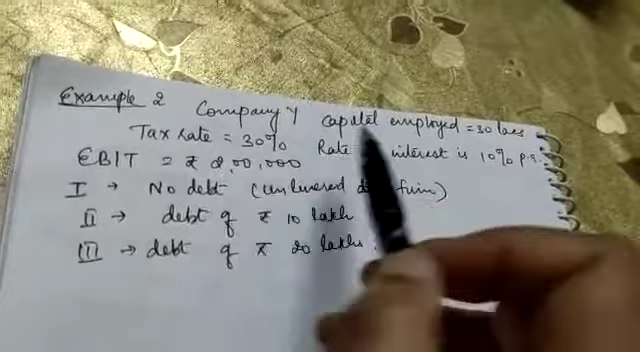 Example 2 Company Y Capital employed = 30 lacs
Tax rate = 30% Rate interest is 10% p.a.
EBIT = ₹ 2,00,000
I → No debt (unlevered firm)
II → debt of ₹ 10 lakh
III → debt of ₹ 20 lakhs